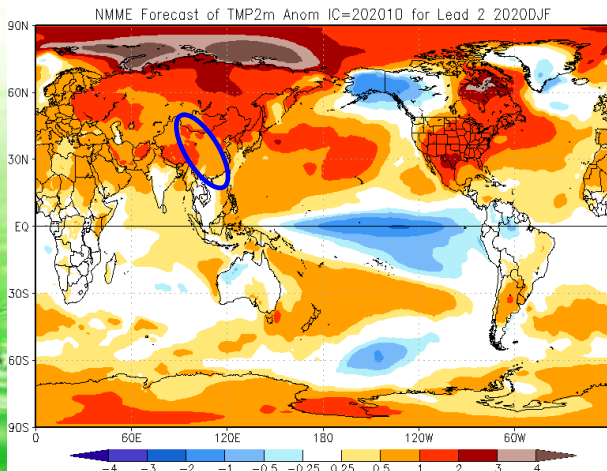 NMME Forecast of TMP2m Anom IC=202010 for Lead 2 2020DJF
90N
60N
30N
EQ
30S
60S
90S
0 60E 120E 180 120W 60W
-4 -3 -2 -1 -0.5 -0.25 0.25 0.5 1 2 3 4